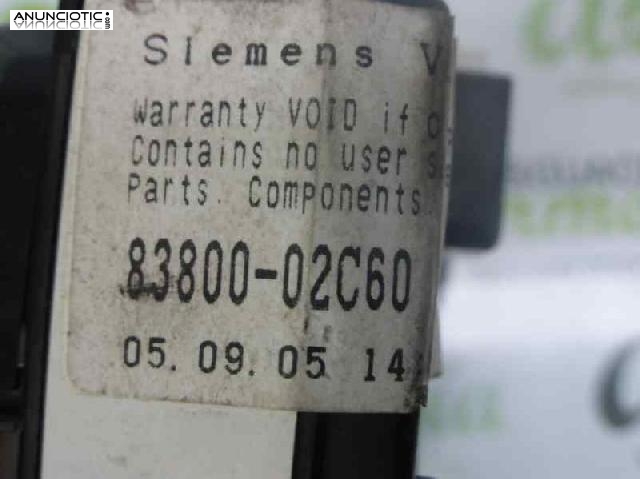 ANUNCIOTIC
Siemens V
Warranty VOID if
Contains no user
Parts. Components
83800-02C60
05. 09. 05 14